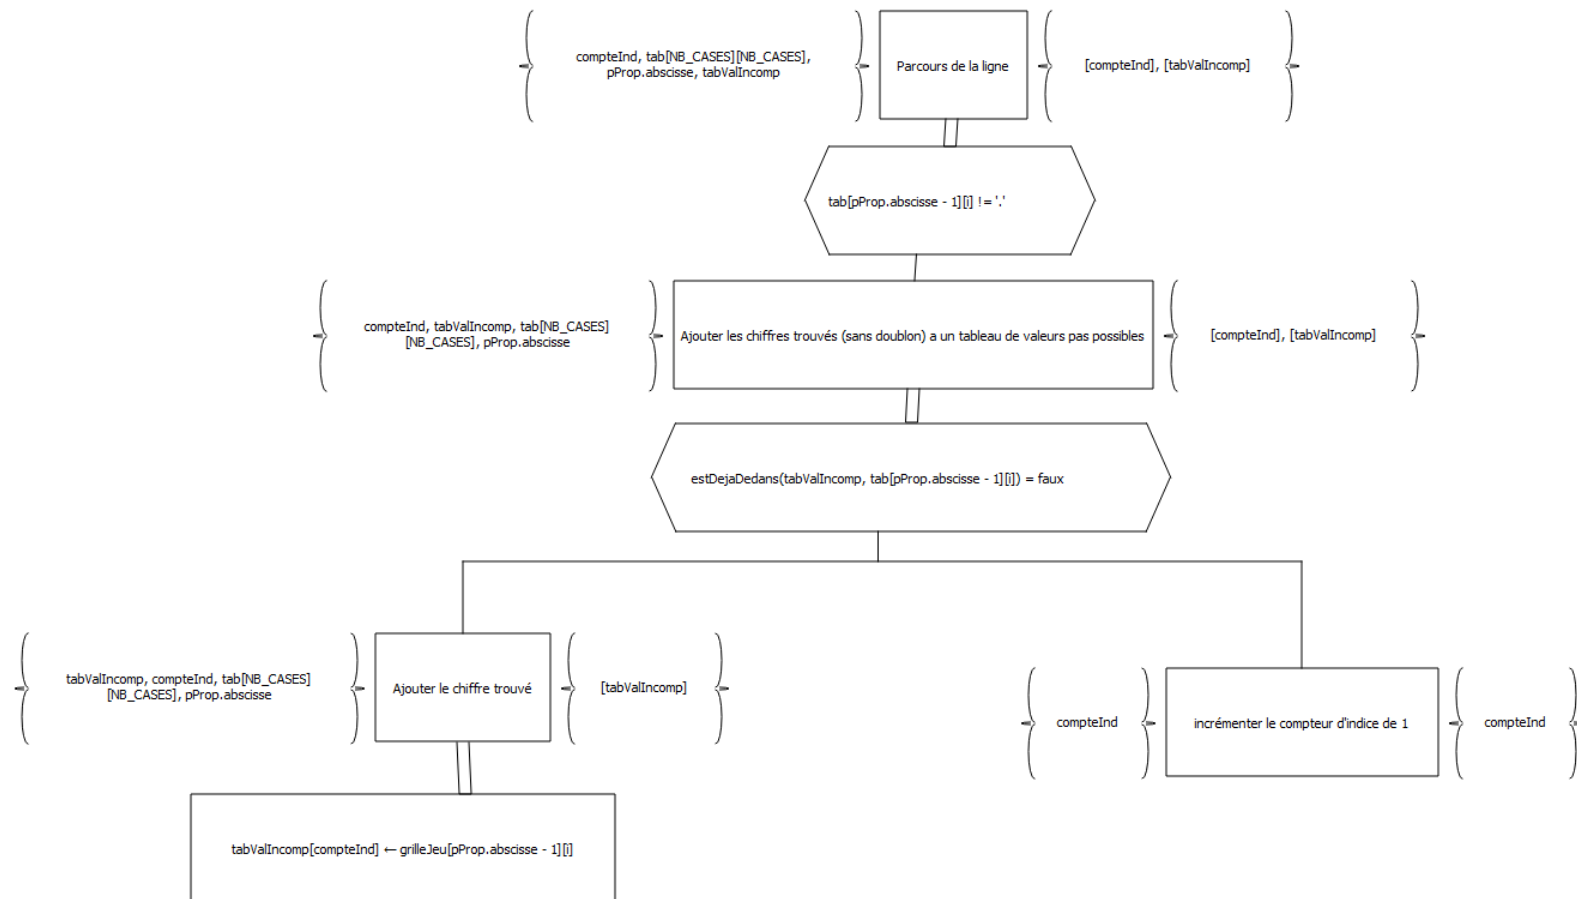 compteInd, tab[NB_CASES][NB_CASES],
pProp.abscisse, tabValIncomp
Parcours de la ligne
[compteInd], [tabValIncomp]
tab[pProp.abscisse - 1][i] != '.'
compteInd, tabValIncomp, tab[NB_CASES]
[NB_CASES], pProp.abscisse
Ajouter les chiffres trouvés (sans doublon) a un tableau de valeurs pas possibles
[compteInd], [tabValIncomp]
estDejaDedans(tabValIncomp, tab[pProp.abscisse - 1][i]) = faux
tabValIncomp, compteInd, tab[NB_CASES]
[NB_CASES], pProp.abscisse
Ajouter le chiffre trouvé
[tabValIncomp]
compteInd
incrémenter le compteur d'indice de 1
compteInd
tabValIncomp[compteInd] ← grilleJeu[pProp.abscisse - 1][i]